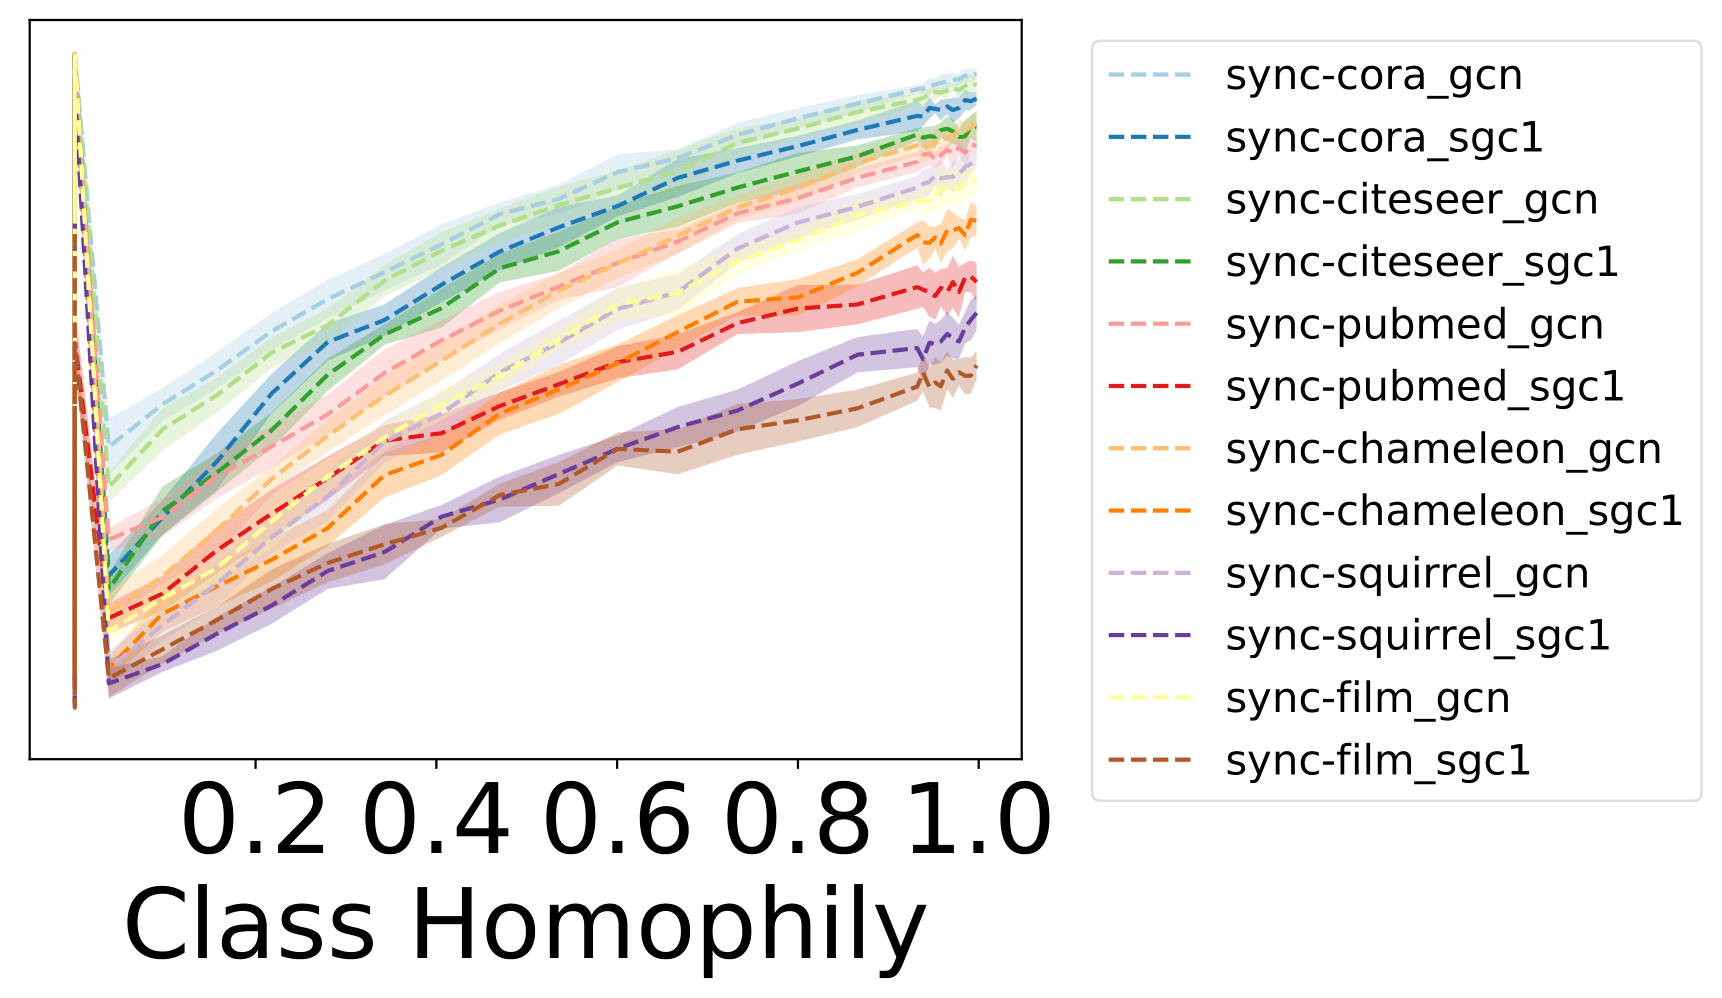 0.2 0.4 0.6 0.8 1.0
Class Homophily
sync-cora_gcn
sync-cora_sgc1
sync-citeseer_gcn
sync-citeseer_sgc1
sync-pubmed_gcn
sync-pubmed_sgc1
sync-chameleon_gcn
sync-chameleon_sgc1
sync-squirrel_gcn
sync-squirrel_sgc1
sync-film_gcn
sync-film_sgc1